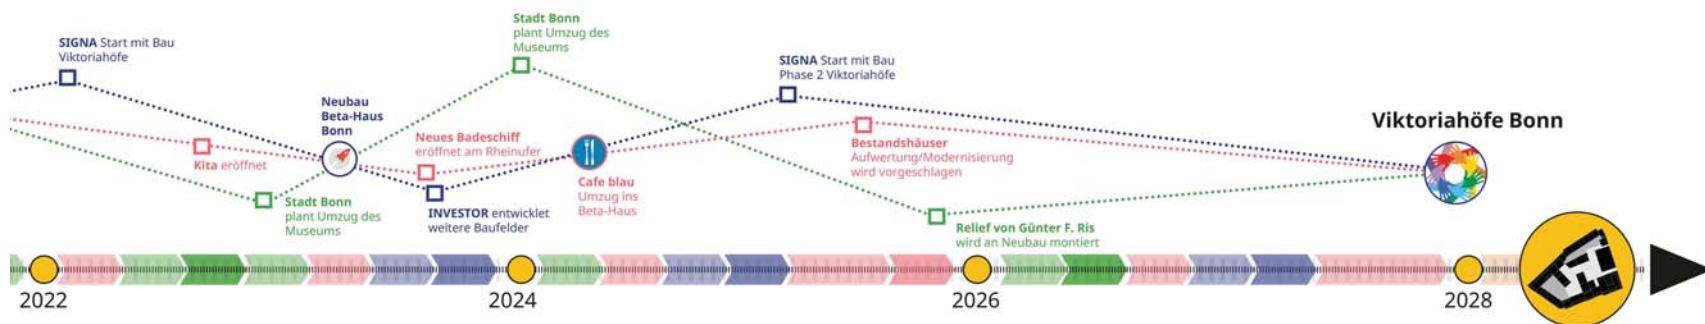 SIGNA Start mit Bau
Viktoriahöfe
Kita eröffnet
Stadt Bonn
plant Umzug des
Museums
Neubau
Beta-Haus
Bonn
Neues Badeschiff
eröffnet am Rheinufer
INVESTOR entwicklet
weitere Baufelder
Stadt Bonn
plant Umzug des
Museums
Cafe blau
Umzug ins
Beta-Haus
SIGNA Start mit Bau
Phase 2 Viktoriahöfe
Bestandshäuser
Aufwertung/Modernisierung
wird vorgeschlagen
Relief von Günter F. Ris
wird an Neubau montiert
Viktoriahöfe Bonn
2022
2024
2026
2028